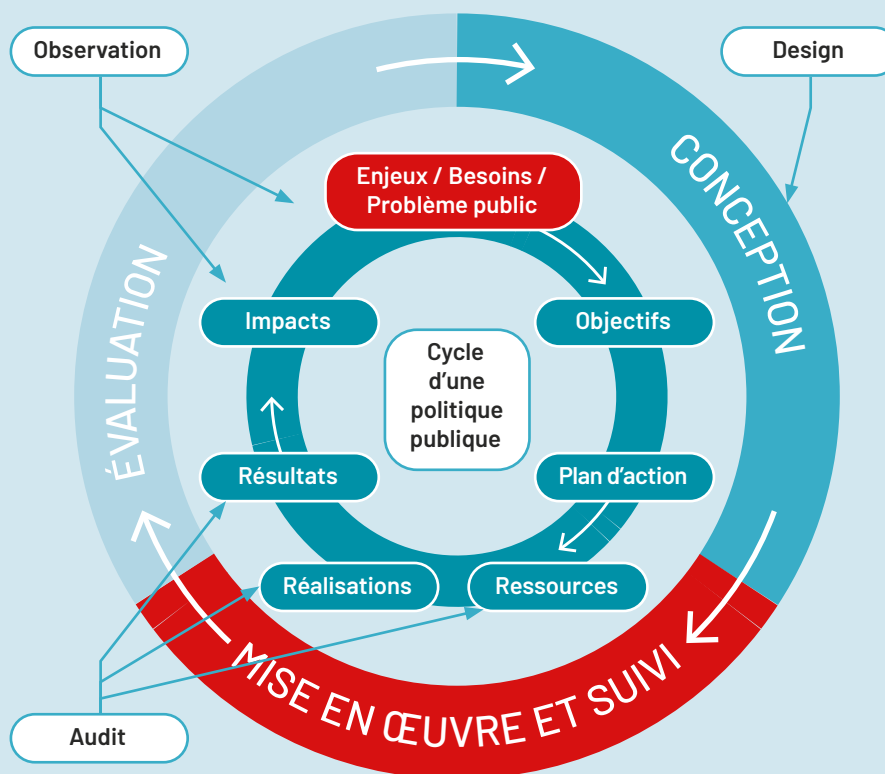 Observation
Design
CONCEPTION
Enjeux / Besoins /
Problème public
ÉVALUATION
Impacts
Objectifs
Cycle
d’une
politique
publique
Résultats
Plan d’action
Réalisations
Ressources
MISE EN ŒUVRE ET SUIVI
Audit